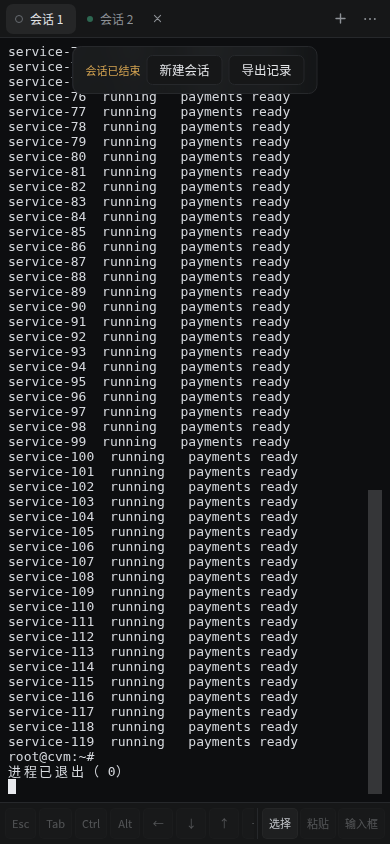 会话 1 会话 2 × + ⋯
service-7
会话已结束 新建会话 导出记录
service-
service-
service-76 running payments ready
service-77 running payments ready
service-78 running payments ready
service-79 running payments ready
service-80 running payments ready
service-81 running payments ready
service-82 running payments ready
service-83 running payments ready
service-84 running payments ready
service-85 running payments ready
service-86 running payments ready
service-87 running payments ready
service-88 running payments ready
service-89 running payments ready
service-90 running payments ready
service-91 running payments ready
service-92 running payments ready
service-93 running payments ready
service-94 running payments ready
service-95 running payments ready
service-96 running payments ready
service-97 running payments ready
service-98 running payments ready
service-99 running payments ready
service-100 running payments ready
service-101 running payments ready
service-102 running payments ready
service-103 running payments ready
service-104 running payments ready
service-105 running payments ready
service-106 running payments ready
service-107 running payments ready
service-108 running payments ready
service-109 running payments ready
service-110 running payments ready
service-111 running payments ready
service-112 running payments ready
service-113 running payments ready
service-114 running payments ready
service-115 running payments ready
service-116 running payments ready
service-117 running payments ready
service-118 running payments ready
service-119 running payments ready
root@cvm:~#
进程已退出（ 0）
Esc Tab Ctrl Alt ← ↓ ↑ 选择 粘贴 输入框